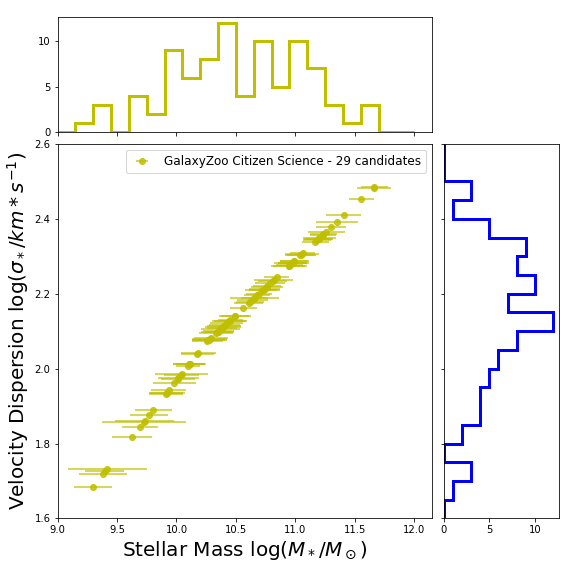 10
5
0
2.6
2.4
2.2
2.0
1.8
1.6
Velocity Dispersion log(σ*/km * s⁻¹)
GalaxyZoo Citizen Science - 29 candidates
9.0 9.5 10.0 10.5 11.0 11.5 12.0
0 5 10
Stellar Mass log(M*/M⊙)